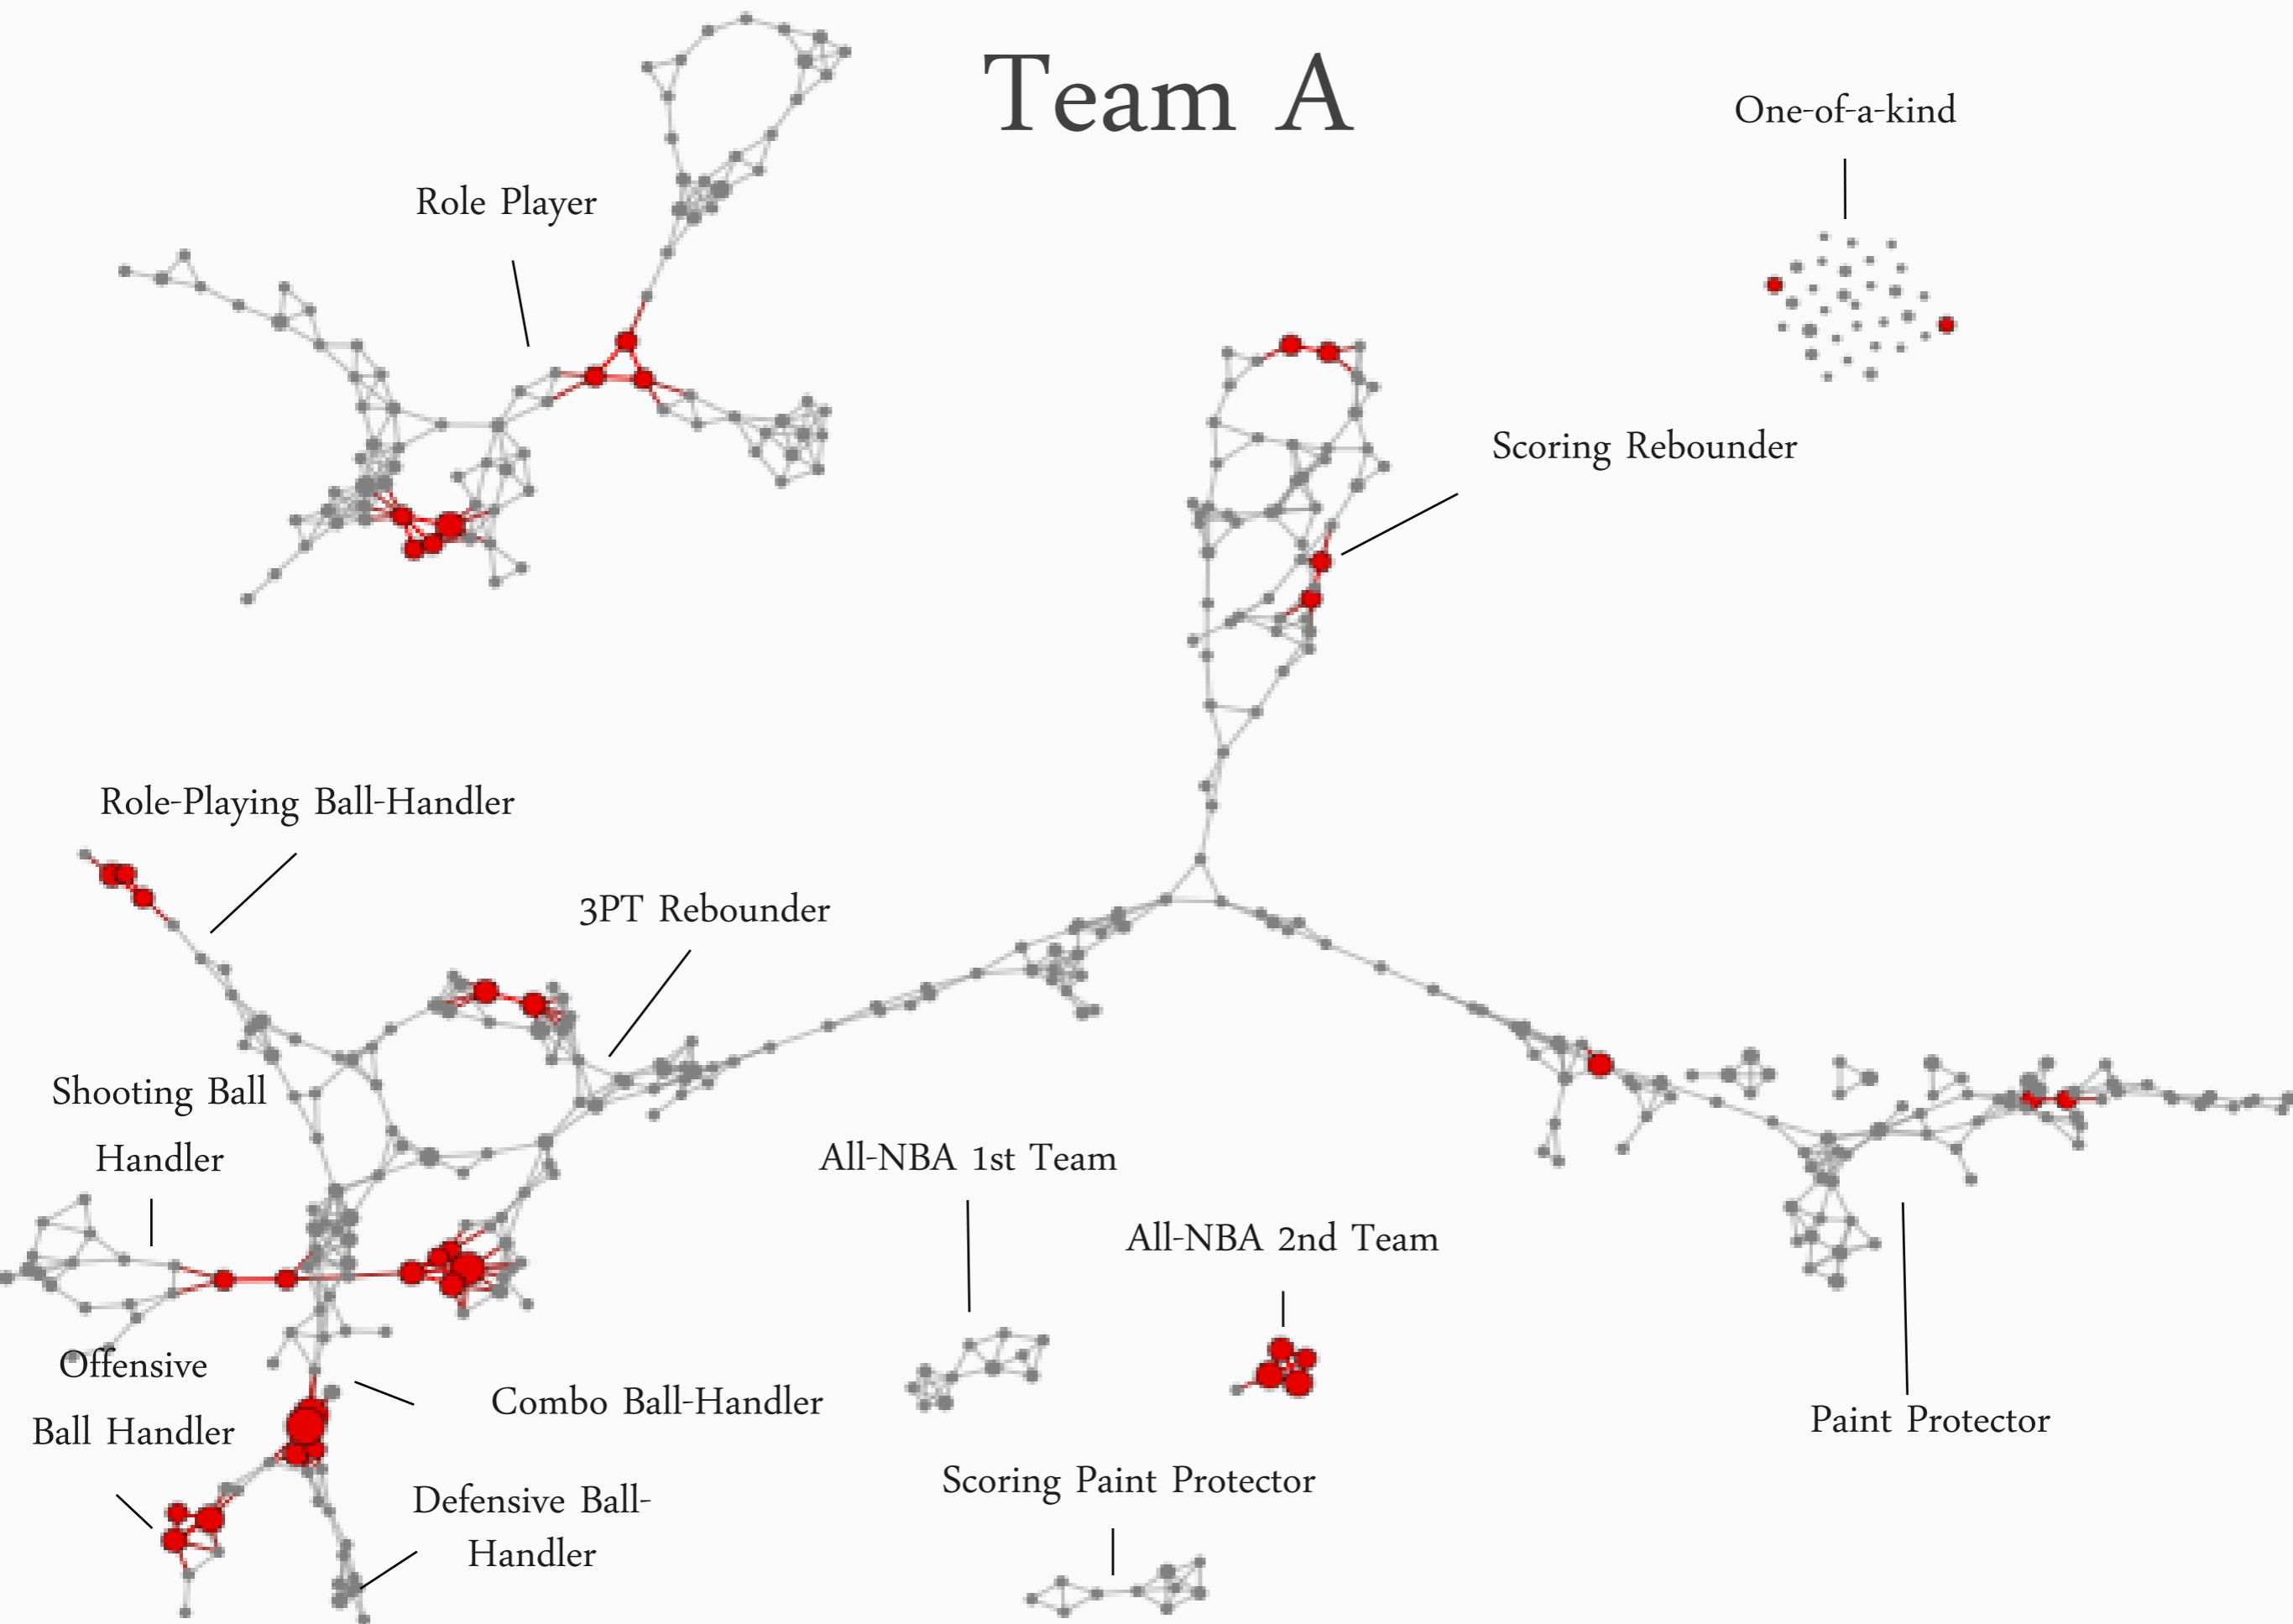 Team A
One-of-a-kind
Role Player
Scoring Rebounder
Role-Playing Ball-Handler
3PT Rebounder
Shooting Ball
Handler
All-NBA 1st Team
All-NBA 2nd Team
Offensive
Ball Handler
Combo Ball-Handler
Paint Protector
Scoring Paint Protector
Defensive Ball-
Handler